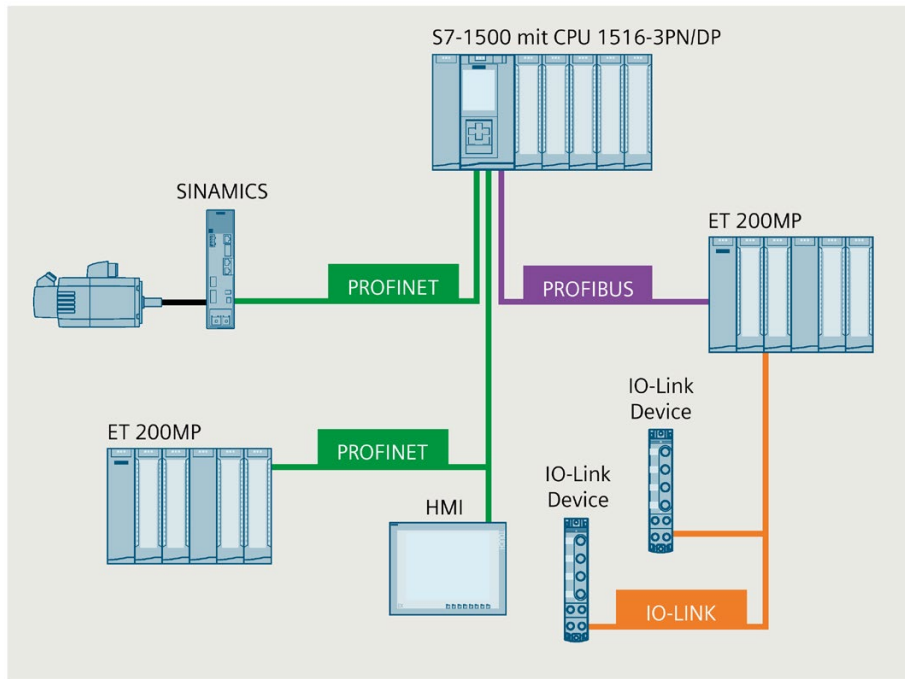 S7-1500 mit CPU 1516-3PN/DP
SINAMICS
ET 200MP
PROFINET
PROFIBUS
IO-Link
Device
ET 200MP
PROFINET
IO-Link
Device
HMI
IO-LINK